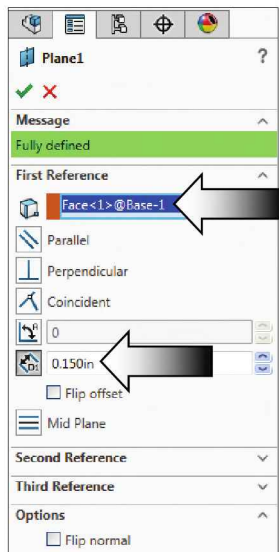 Plane1 ?
Message
Fully defined
First Reference
Face<1>@Base-1
Parallel
Perpendicular
Coincident
0
0.150in
Flip offset
Mid Plane
Second Reference
Third Reference
Options
Flip normal